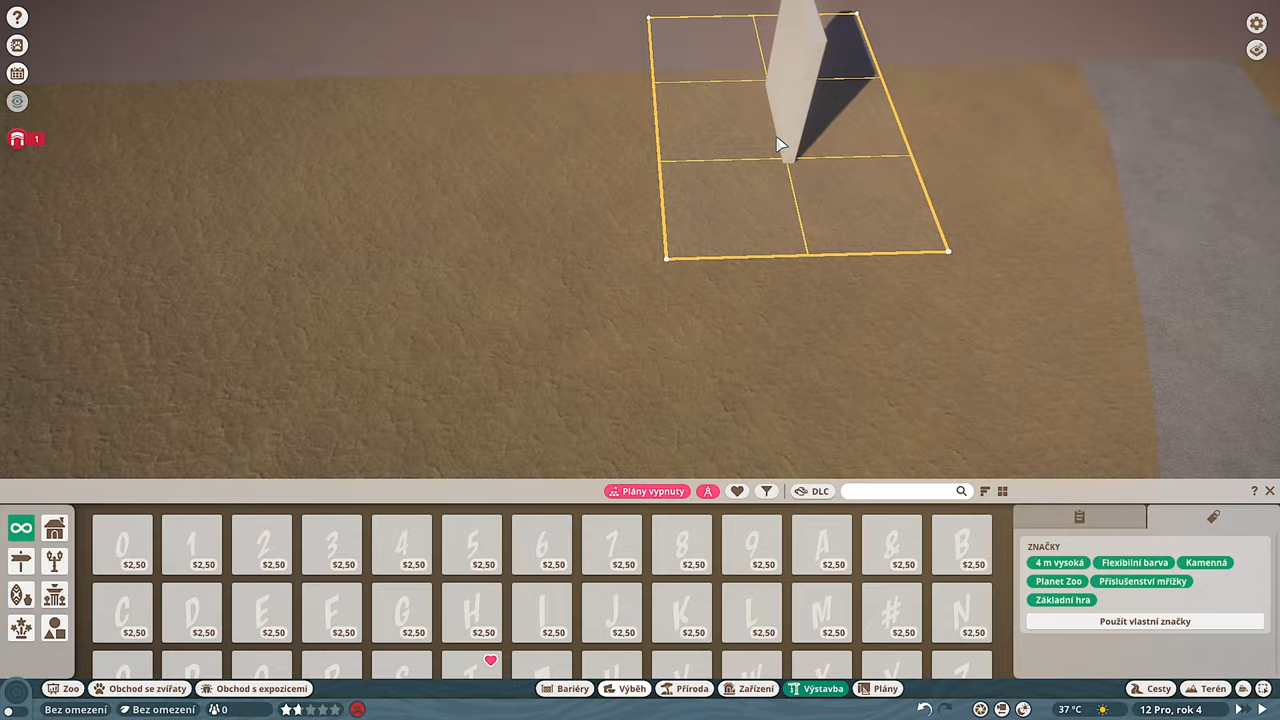 ?
1
Plány vypnuty
DLC
?
0 1 2 3 4 5 6 7 8 9 A & B
$2,50 $2,50 $2,50 $2,50 $2,50 $2,50 $2,50 $2,50 $2,50 $2,50 $2,50 $2,50 $2,50
C D E F G H I J K L M # N
$2,50 $2,50 $2,50 $2,50 $2,50 $2,50 $2,50 $2,50 $2,50 $2,50 $2,50 $2,50 $2,50
ZNAČKY
4 m vysoká Flexibilní barva Kamenná
Planet Zoo Příslušenství mřížky
Základní hra
Použít vlastní značky
Zoo Obchod se zvířaty Obchod s expozicemi Bariéry Výběh Příroda Zařízení Výstavba Plány Cesty Terén
Bez omezení Bez omezení 0 37 °C 12 Pro, rok 4